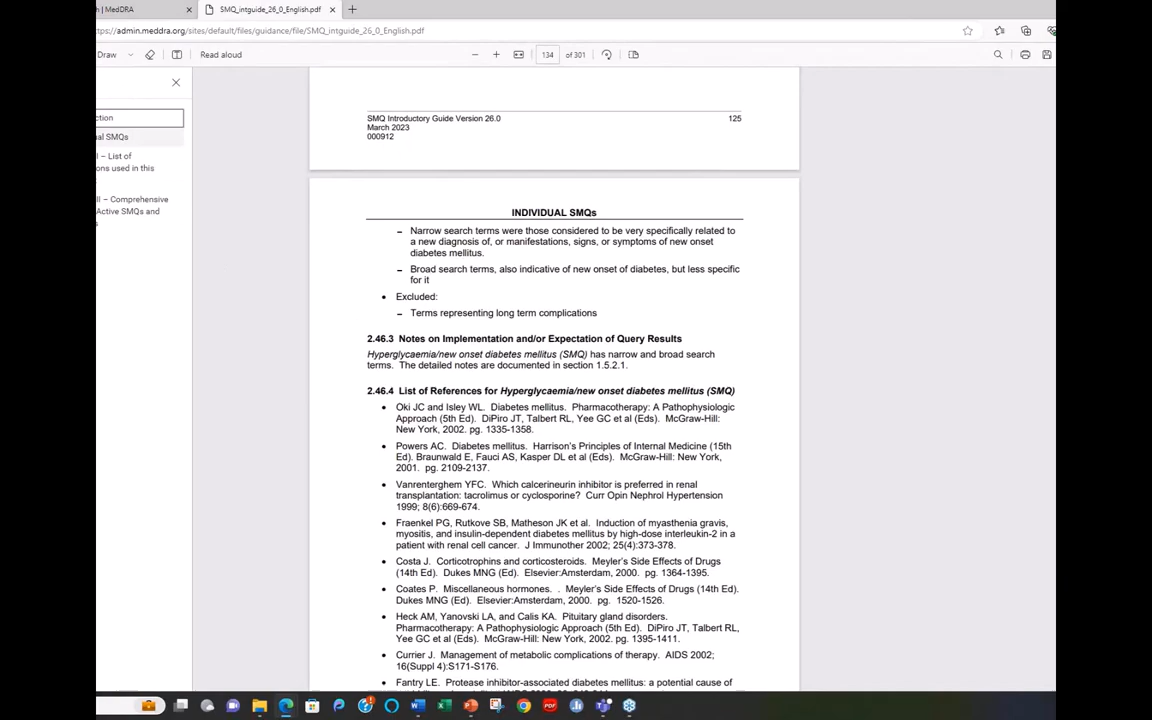 h | MedDRA
SMQ_intguide_26_0_English.pdf
ttps://admin.meddra.org/sites/default/files/guidance/file/SMQ_intguide_26_0_English.pdf
Draw
Read aloud
134 of 301
ction
al SMQs
I – List of
ons used in this
II – Comprehensive
Active SMQs and
SMQ Introductory Guide Version 26.0 125
March 2023
000912
INDIVIDUAL SMQs
– Narrow search terms were those considered to be very specifically related to
a new diagnosis of, or manifestations, signs, or symptoms of new onset
diabetes mellitus.
– Broad search terms, also indicative of new onset of diabetes, but less specific
for it
• Excluded:
– Terms representing long term complications
2.46.3 Notes on Implementation and/or Expectation of Query Results
Hyperglycaemia/new onset diabetes mellitus (SMQ) has narrow and broad search
terms. The detailed notes are documented in section 1.5.2.1.
2.46.4 List of References for Hyperglycaemia/new onset diabetes mellitus (SMQ)
• Oki JC and Isley WL. Diabetes mellitus. Pharmacotherapy: A Pathophysiologic
Approach (5th Ed). DiPiro JT, Talbert RL, Yee GC et al (Eds). McGraw-Hill:
New York, 2002. pg. 1335-1358.
• Powers AC. Diabetes mellitus. Harrison's Principles of Internal Medicine (15th
Ed). Braunwald E, Fauci AS, Kasper DL et al (Eds). McGraw-Hill: New York,
2001. pg. 2109-2137.
• Vanrenterghem YFC. Which calcerineurin inhibitor is preferred in renal
transplantation: tacrolimus or cyclosporine? Curr Opin Nephrol Hypertension
1999; 8(6):669-674.
• Fraenkel PG, Rutkove SB, Matheson JK et al. Induction of myasthenia gravis,
myositis, and insulin-dependent diabetes mellitus by high-dose interleukin-2 in a
patient with renal cell cancer. J Immunother 2002; 25(4):373-378.
• Costa J. Corticotrophins and corticosteroids. Meyler's Side Effects of Drugs
(14th Ed). Dukes MNG (Ed). Elsevier:Amsterdam, 2000. pg. 1364-1395.
• Coates P. Miscellaneous hormones. . Meyler's Side Effects of Drugs (14th Ed).
Dukes MNG (Ed). Elsevier:Amsterdam, 2000. pg. 1520-1526.
• Heck AM, Yanovski LA, and Calis KA. Pituitary gland disorders.
Pharmacotherapy: A Pathophysiologic Approach (5th Ed). DiPiro JT, Talbert RL,
Yee GC et al (Eds). McGraw-Hill: New York, 2002. pg. 1395-1411.
• Currier J. Management of metabolic complications of therapy. AIDS 2002;
16(Suppl 4):S171-S176.
• Fantry LE. Protease inhibitor-associated diabetes mellitus: a potential cause of